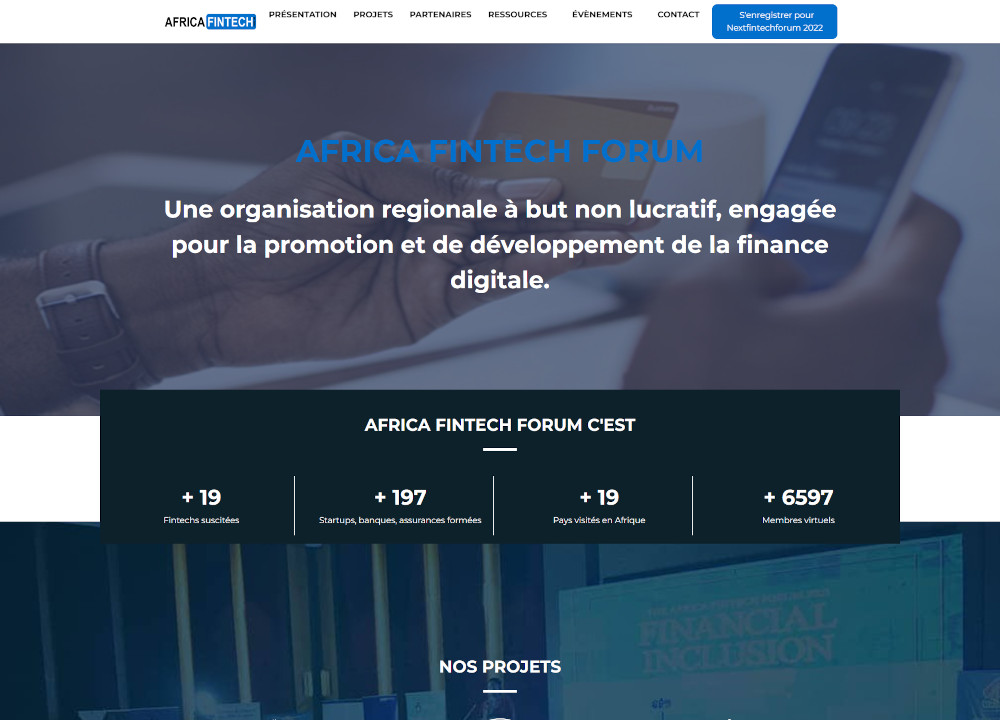 AFRICA FINTECH
PRÉSENTATION
PROJETS
PARTENAIRES
RESSOURCES
ÉVÈNEMENTS
CONTACT
S'enregistrer pour
Nextfintechforum 2022
AFRICA FINTECH FORUM
Une organisation regionale à but non lucratif, engagée
pour la promotion et de développement de la finance
digitale.
AFRICA FINTECH FORUM C'EST
+ 19
Fintechs suscitées
+ 197
Startups, banques, assurances formées
+ 19
Pays visités en Afrique
+ 6597
Membres virtuels
FINANCIAL
INCLUSION
NOS PROJETS